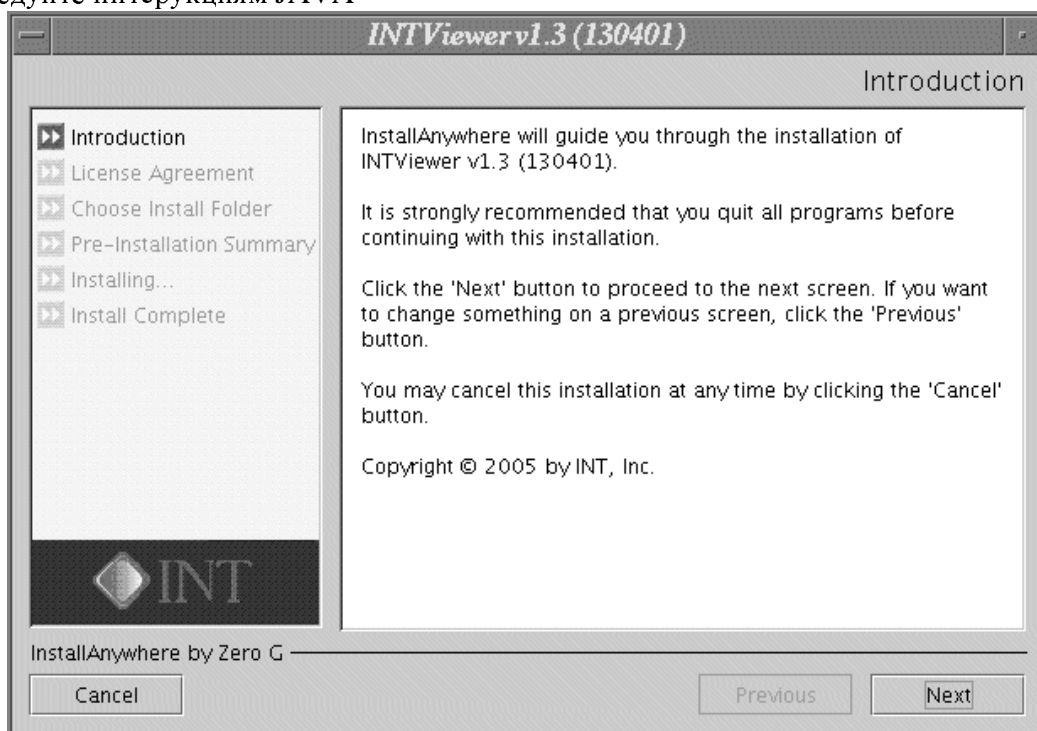 едуйте интерукциям JAVA
INTViewer v1.3 (130401)
Introduction
Introduction
License Agreement
Choose Install Folder
Pre-Installation Summary
Installing...
Install Complete
INT
InstallAnywhere will guide you through the installation of
INTViewer v1.3 (130401).
It is strongly recommended that you quit all programs before
continuing with this installation.
Click the 'Next' button to proceed to the next screen. If you want
to change something on a previous screen, click the 'Previous'
button.
You may cancel this installation at any time by clicking the 'Cancel'
button.
Copyright © 2005 by INT, Inc.
InstallAnywhere by Zero G
Cancel
Previous
Next